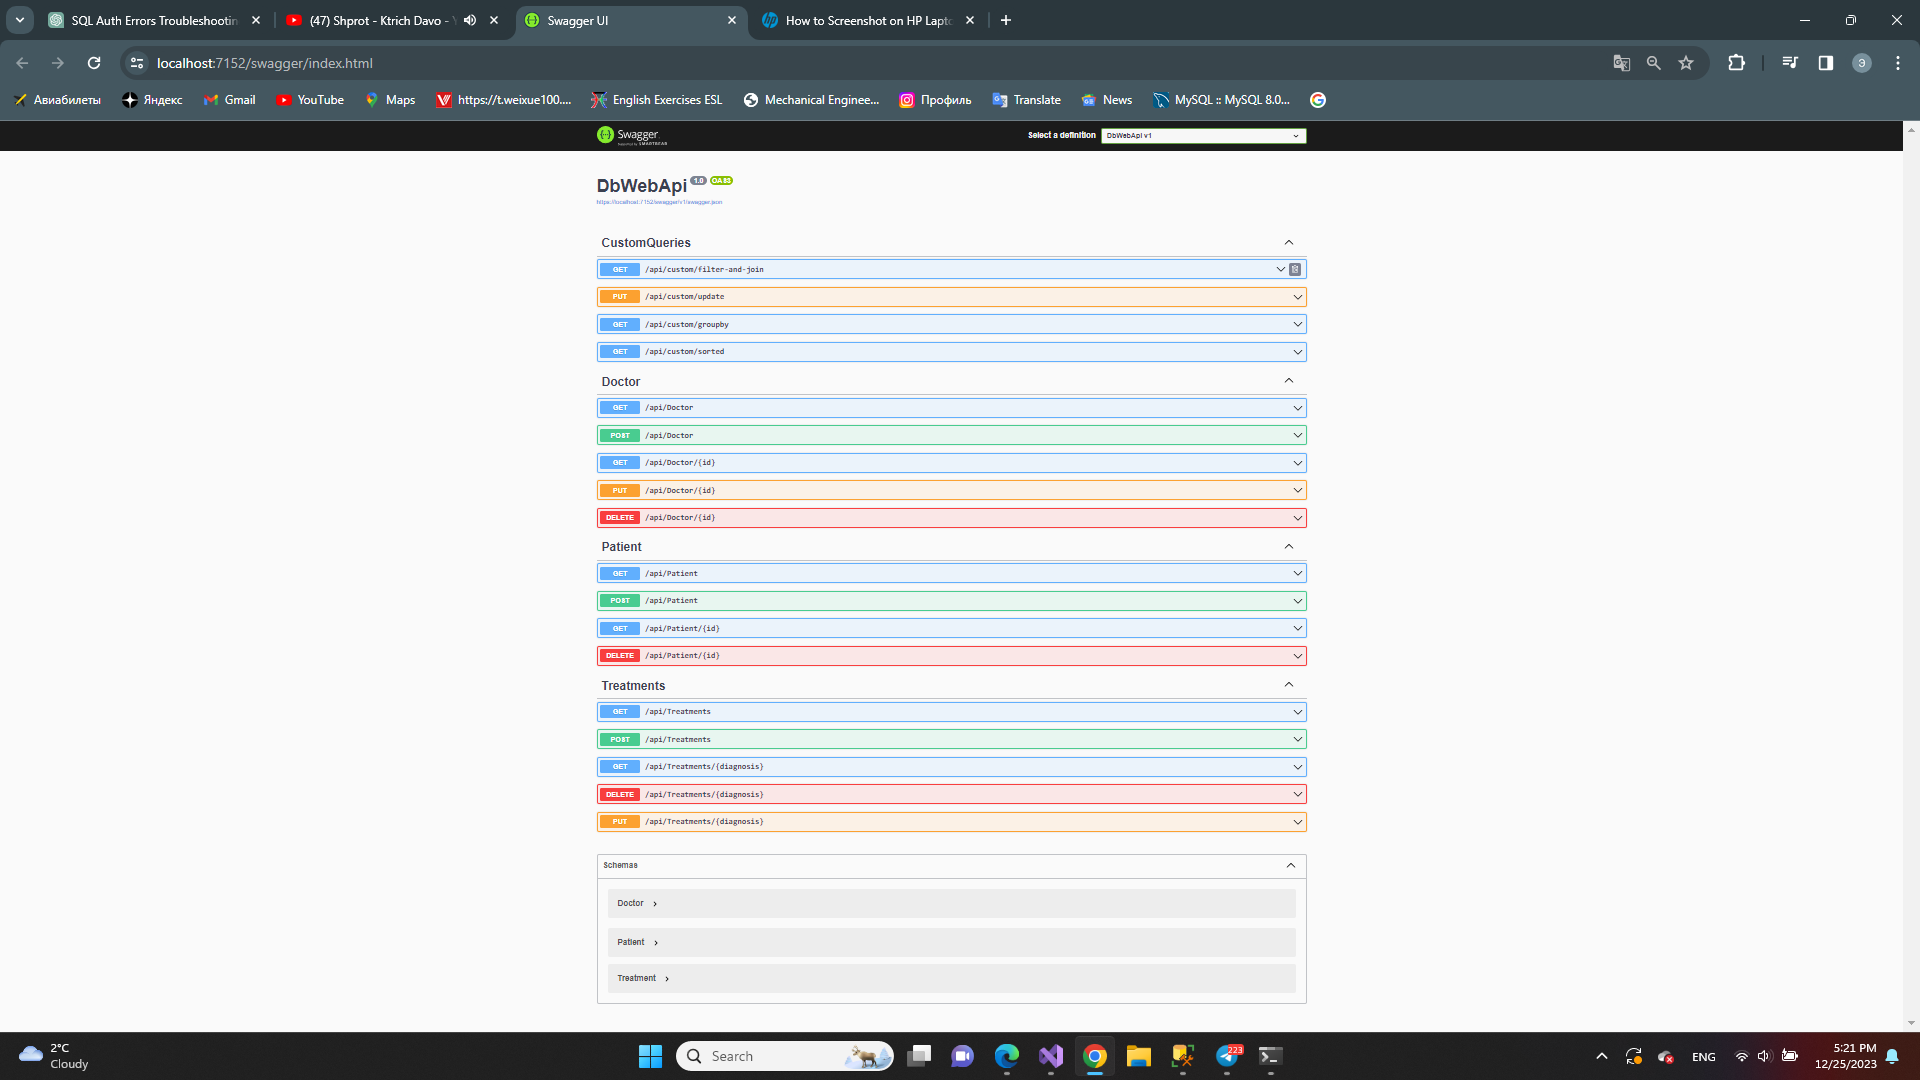 SQL Auth Errors Troubleshootin
(47) Shprot - Ktrich Davo -
Swagger UI
How to Screenshot on HP Lapt
localhost:7152/swagger/index.html
Э
Авиабилеты
Яндекс
Gmail
YouTube
Maps
https://t.weixue100....
English Exercises ESL
Mechanical Enginee...
Профиль
Translate
News
MySQL :: MySQL 8.0...
Swagger
Supported by SMARTBEAR
Select a definition
DbWebApi v1
DbWebApi 1.0 OAS3
https://localhost:7152/swagger/v1/swagger.json
CustomQueries
GET /api/custom/filter-and-join
PUT /api/custom/update
GET /api/custom/groupby
GET /api/custom/sorted
Doctor
GET /api/Doctor
POST /api/Doctor
GET /api/Doctor/{id}
PUT /api/Doctor/{id}
DELETE /api/Doctor/{id}
Patient
GET /api/Patient
POST /api/Patient
GET /api/Patient/{id}
DELETE /api/Patient/{id}
Treatments
GET /api/Treatments
POST /api/Treatments
GET /api/Treatments/{diagnosis}
DELETE /api/Treatments/{diagnosis}
PUT /api/Treatments/{diagnosis}
Schemas
Doctor
Patient
Treatment
2°C
Cloudy
Search
223
ENG
5:21 PM
12/25/2023